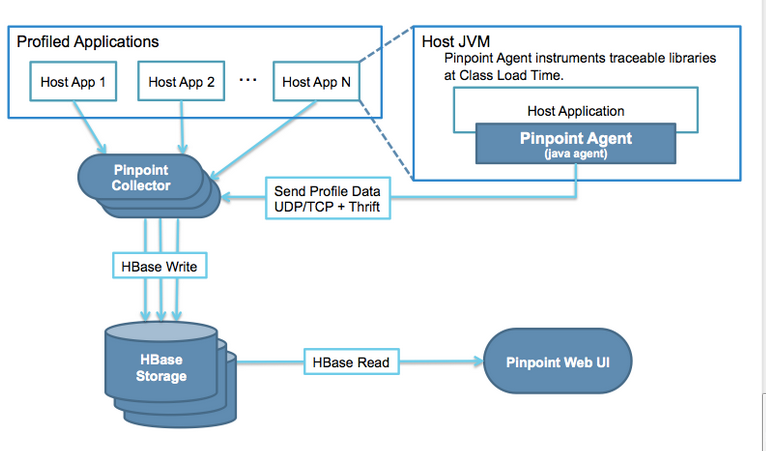 Profiled Applications
Host App 1
Host App 2
...
Host App N
Host JVM
Pinpoint Agent instruments traceable libraries
at Class Load Time.
Host Application
Pinpoint Agent
(java agent)
Pinpoint
Collector
Send Profile Data
UDP/TCP + Thrift
HBase Write
HBase
Storage
HBase Read
Pinpoint Web UI